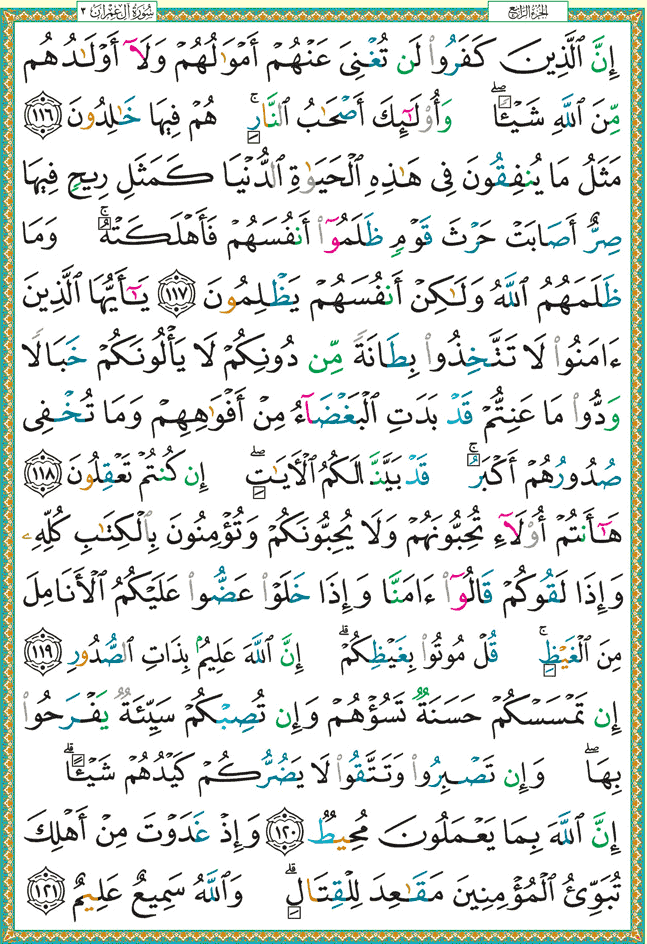 الجزء الرابع
سورة آل عمران ٣
إِنَّ ٱلَّذِينَ كَفَرُوا۟ لَن تُغْنِىَ عَنْهُمْ أَمْوَٰلُهُمْ وَلَآ أَوْلَـٰدُهُم
مِّنَ ٱللَّهِ شَيْـًٔا ۖ وَأُو۟لَـٰٓئِكَ أَصْحَـٰبُ ٱلنَّارِ ۚ هُمْ فِيهَا خَـٰلِدُونَ ١١٦
مَثَلُ مَا يُنفِقُونَ فِى هَـٰذِهِ ٱلْحَيَوٰةِ ٱلدُّنْيَا كَمَثَلِ رِيحٍ فِيهَا
صِرٌّ أَصَابَتْ حَرْثَ قَوْمٍ ظَلَمُوٓا۟ أَنفُسَهُمْ فَأَهْلَكَتْهُ ۚ وَمَا
ظَلَمَهُمُ ٱللَّهُ وَلَـٰكِنْ أَنفُسَهُمْ يَظْلِمُونَ ١١٧ يَـٰٓأَيُّهَا ٱلَّذِينَ
ءَامَنُوا۟ لَا تَتَّخِذُوا۟ بِطَانَةً مِّن دُونِكُمْ لَا يَأْلُونَكُمْ خَبَالًا
وَدُّوا۟ مَا عَنِتُّمْ قَدْ بَدَتِ ٱلْبَغْضَآءُ مِنْ أَفْوَٰهِهِمْ وَمَا تُخْفِى
صُدُورُهُمْ أَكْبَرُ ۚ قَدْ بَيَّنَّا لَكُمُ ٱلْـَٔايَـٰتِ ۖ إِن كُنتُمْ تَعْقِلُونَ ١١٨
هَـٰٓأَنتُمْ أُو۟لَآءِ تُحِبُّونَهُمْ وَلَا يُحِبُّونَكُمْ وَتُؤْمِنُونَ بِٱلْكِتَـٰبِ كُلِّهِۦ
وَإِذَا لَقُوكُمْ قَالُوٓا۟ ءَامَنَّا وَإِذَا خَلَوْا۟ عَضُّوا۟ عَلَيْكُمُ ٱلْأَنَامِلَ
مِنَ ٱلْغَيْظِ ۚ قُلْ مُوتُوا۟ بِغَيْظِكُمْ ۗ إِنَّ ٱللَّهَ عَلِيمٌۢ بِذَاتِ ٱلصُّدُورِ ١١٩
إِن تَمْسَسْكُمْ حَسَنَةٌ تَسُؤْهُمْ وَإِن تُصِبْكُمْ سَيِّئَةٌ يَفْرَحُوا۟
بِهَا ۖ وَإِن تَصْبِرُوا۟ وَتَتَّقُوا۟ لَا يَضُرُّكُمْ كَيْدُهُمْ شَيْـًٔا ۗ
إِنَّ ٱللَّهَ بِمَا يَعْمَلُونَ مُحِيطٌ ١٢٠ وَإِذْ غَدَوْتَ مِنْ أَهْلِكَ
تُبَوِّئُ ٱلْمُؤْمِنِينَ مَقَـٰعِدَ لِلْقِتَالِ ۗ وَٱللَّهُ سَمِيعٌ عَلِيمٌ ١٢١